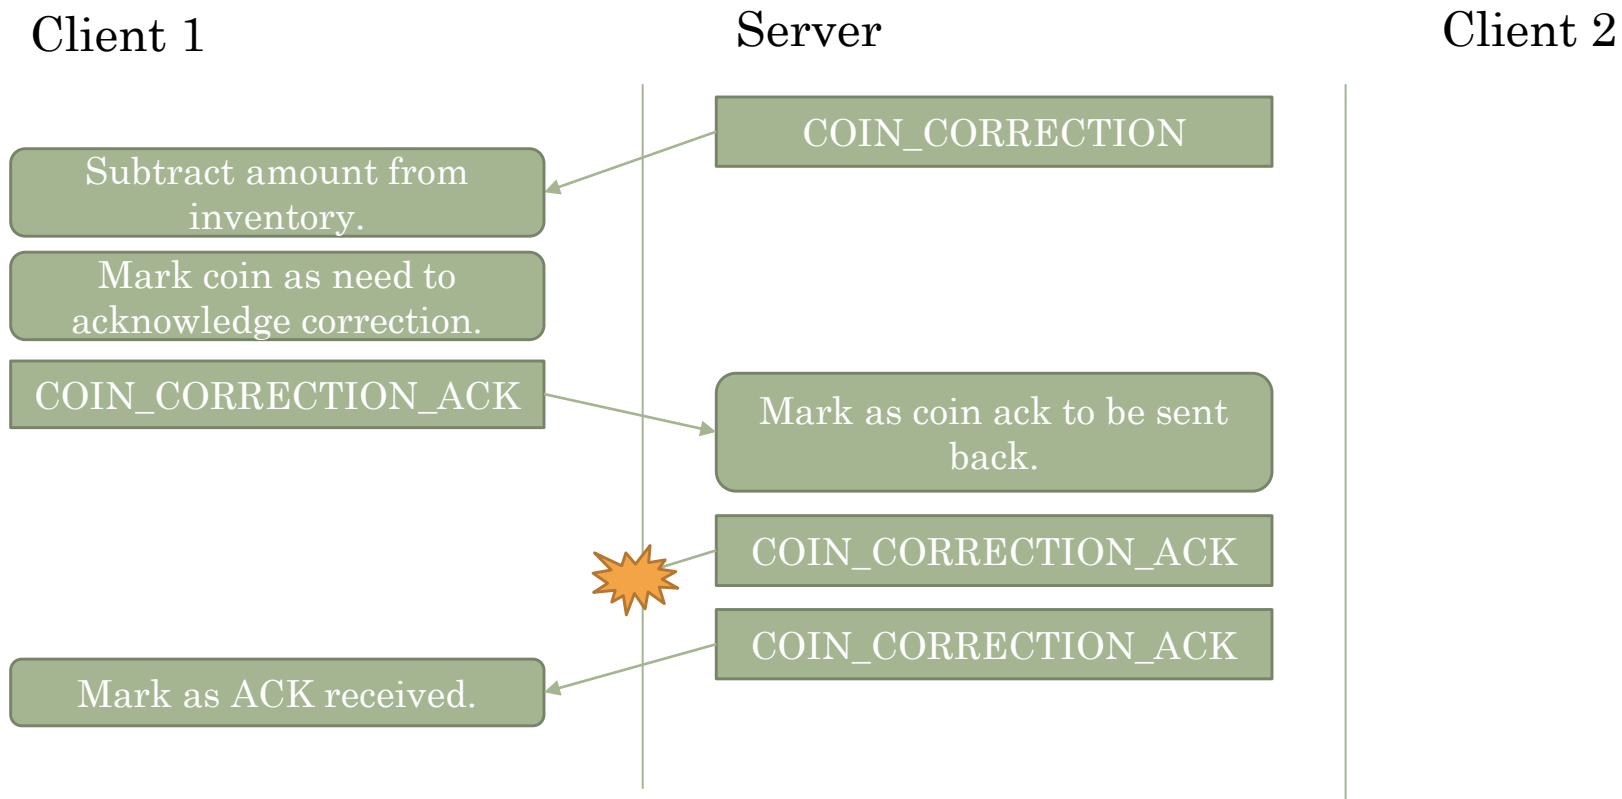 Client 1
Server
Client 2
COIN_CORRECTION
Subtract amount from
inventory.
Mark coin as need to
acknowledge correction.
COIN_CORRECTION_ACK
Mark as coin ack to be sent
back.
COIN_CORRECTION_ACK
COIN_CORRECTION_ACK
Mark as ACK received.